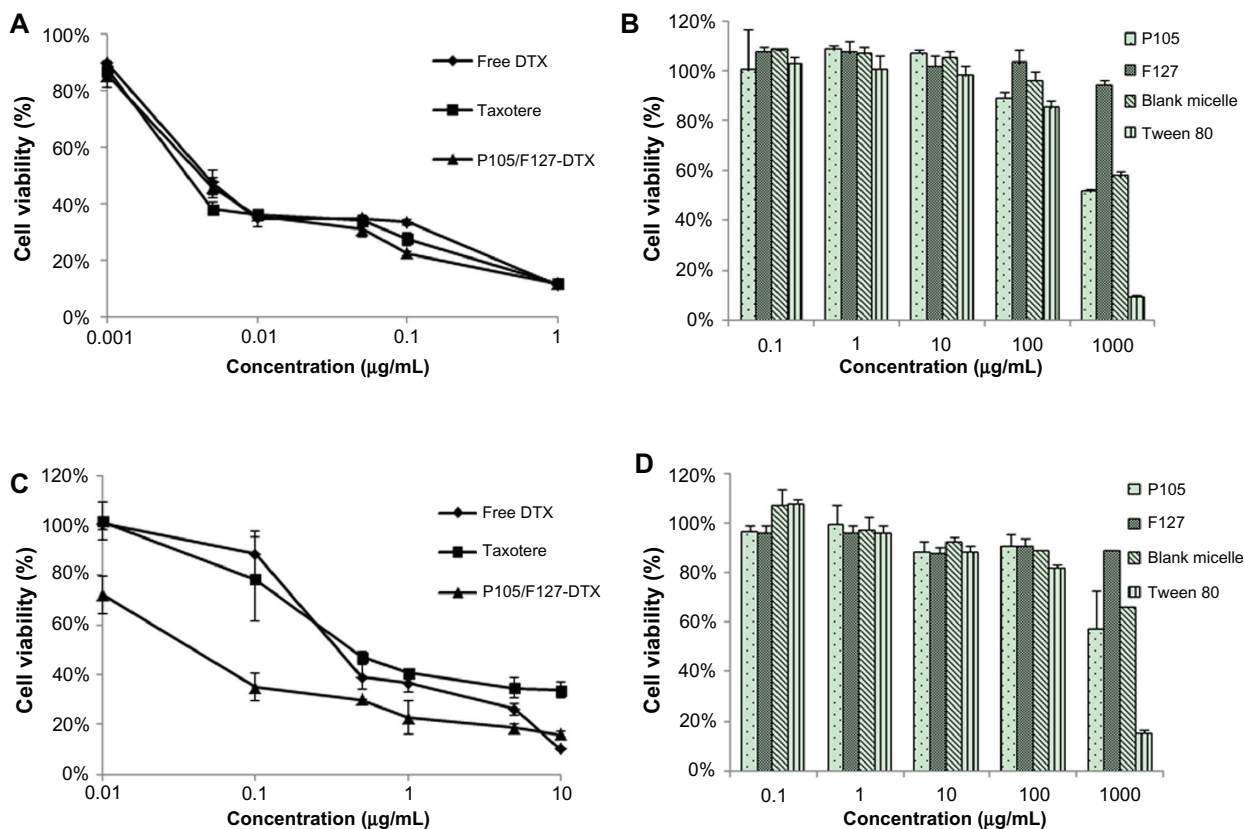 A
100%
80%
60%
40%
20%
0%
0.001
0.01
0.1
1
Concentration (µg/mL)
Cell viability (%)
Free DTX
Taxotere
P105/F127-DTX
B
120%
100%
80%
60%
40%
20%
0%
0.1
1
10
100
1000
Concentration (µg/mL)
Cell viability (%)
P105
F127
Blank micelle
Tween 80
C
120%
100%
80%
60%
40%
20%
0%
0.01
0.1
1
10
Concentration (µg/mL)
Cell viability (%)
Free DTX
Taxotere
P105/F127-DTX
D
120%
100%
80%
60%
40%
20%
0%
0.1
1
10
100
1000
Concentration (µg/mL)
Cell viability (%)
P105
F127
Blank micelle
Tween 80